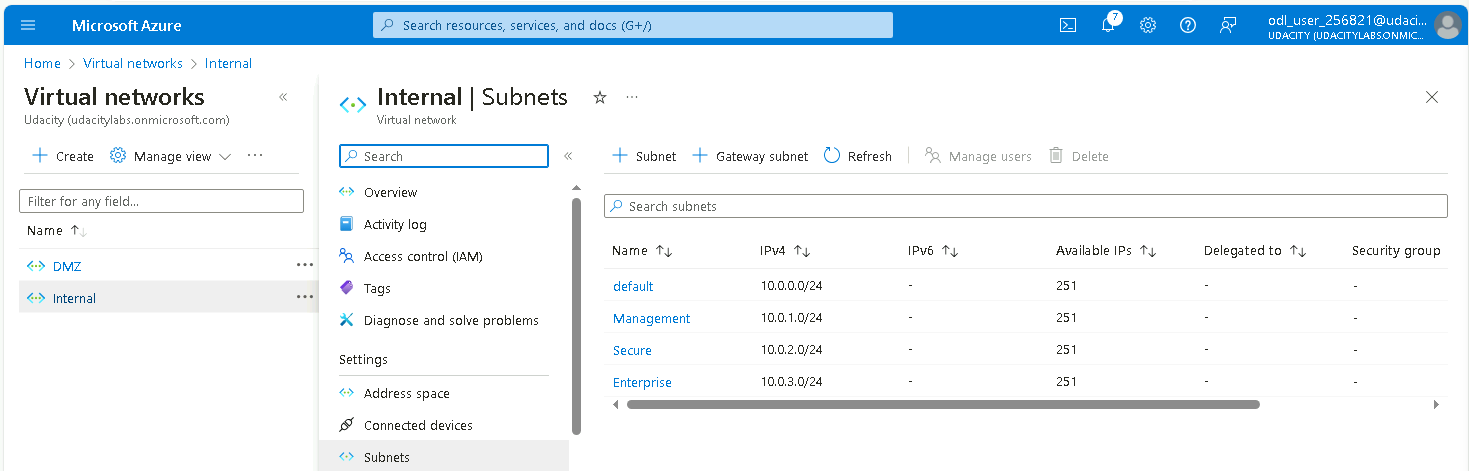 Microsoft Azure
Search resources, services, and docs (G+/)
7
odl_user_256821@udaci...
UDACITY (UDACITYLABS.ONMIC...
Home > Virtual networks > Internal
Virtual networks
«
Udacity (udacitylabs.onmicrosoft.com)
+ Create Manage view ...
Filter for any field...
Name ↑↓
DMZ ...
Internal ...
Internal | Subnets ...
Virtual network
Search «
Overview
Activity log
Access control (IAM)
Tags
Diagnose and solve problems
Settings
Address space
Connected devices
Subnets
+ Subnet + Gateway subnet Refresh Manage users Delete
Search subnets
Name ↑↓ IPv4 ↑↓ IPv6 ↑↓ Available IPs ↑↓ Delegated to ↑↓ Security group
default 10.0.0.0/24 - 251 - -
Management 10.0.1.0/24 - 251 - -
Secure 10.0.2.0/24 - 251 - -
Enterprise 10.0.3.0/24 - 251 - -